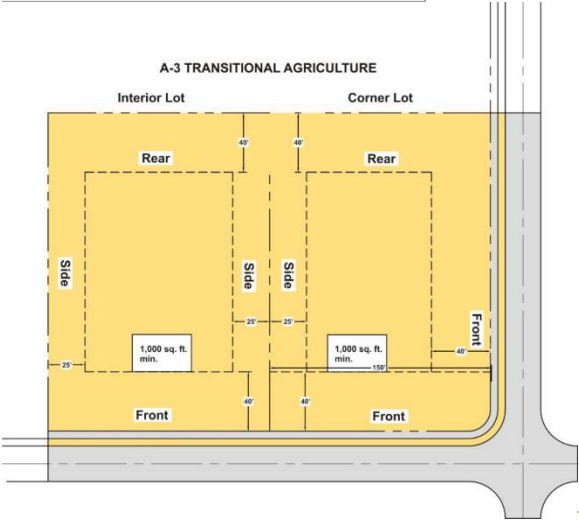 A-3 TRANSITIONAL AGRICULTURE
Interior Lot
Corner Lot
40'
40'
Rear
Rear
Side
Side
Side
Front
25'
25'
1,000 sq. ft.
min.
1,000 sq. ft.
min.
40'
25'
150'
40'
40'
Front
Front